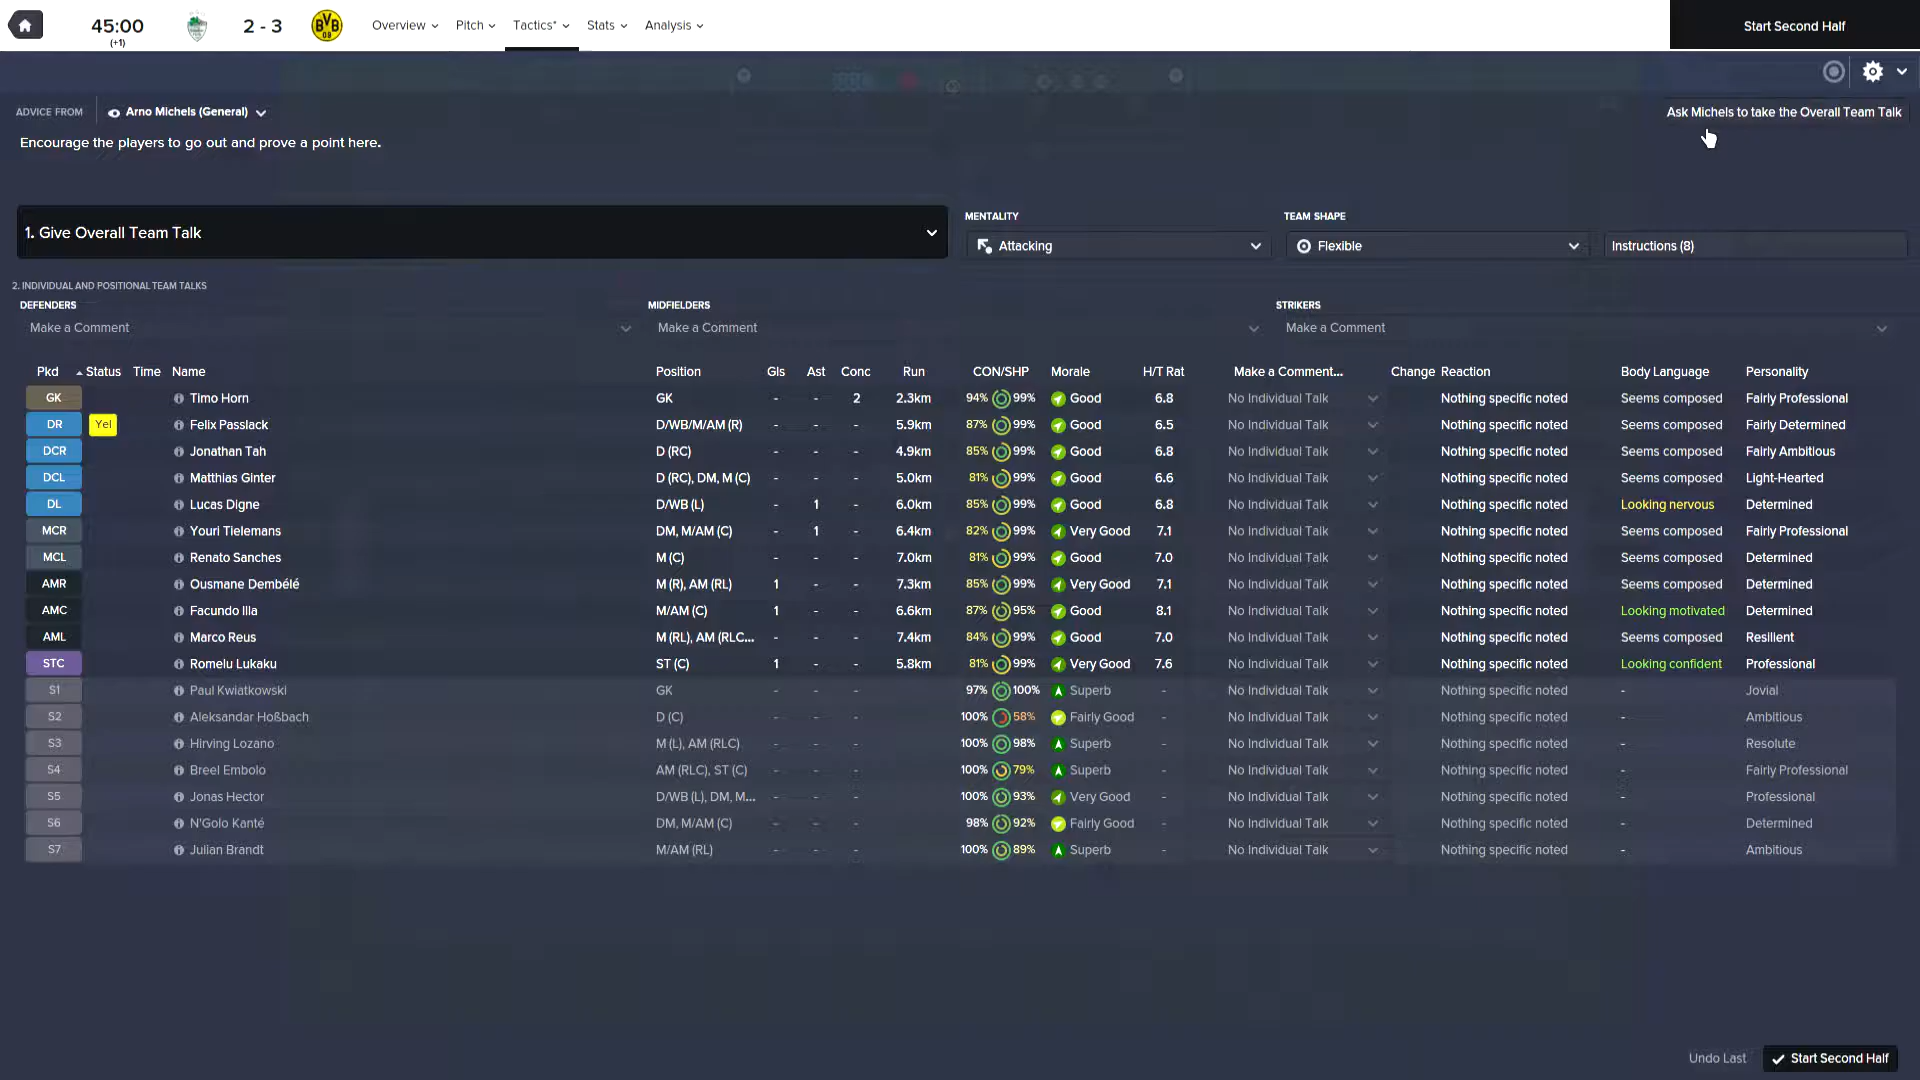 45:00
(+1)
2 - 3
BVB
09
Overview
Pitch
Tactics*
Stats
Analysis
Start Second Half
ADVICE FROM
Arno Michels (General)
Ask Michels to take the Overall Team Talk
Encourage the players to go out and prove a point here.
1. Give Overall Team Talk
MENTALITY
Attacking
TEAM SHAPE
Flexible
Instructions (8)
2. INDIVIDUAL AND POSITIONAL TEAM TALKS
DEFENDERS
Make a Comment
MIDFIELDERS
Make a Comment
STRIKERS
Make a Comment
Pkd Status Time Name Position Gls Ast Conc Run CON/SHP Morale H/T Rat Make a Comment... Change Reaction Body Language Personality
GK Timo Horn GK - - 2 2.3km 94% 99% Good 6.8 No Individual Talk Nothing specific noted Seems composed Fairly Professional
DR Yel Felix Passlack D/WB/M/AM (R) - - - 5.9km 87% 99% Good 6.5 No Individual Talk Nothing specific noted Seems composed Fairly Determined
DCR Jonathan Tah D (RC) - - - 4.9km 85% 99% Good 6.8 No Individual Talk Nothing specific noted Seems composed Fairly Ambitious
DCL Matthias Ginter D (RC), DM, M (C) - - - 5.0km 81% 99% Good 6.6 No Individual Talk Nothing specific noted Seems composed Light-Hearted
DL Lucas Digne D/WB (L) - 1 - 6.0km 85% 99% Good 6.8 No Individual Talk Nothing specific noted Looking nervous Determined
MCR Youri Tielemans DM, M/AM (C) - 1 - 6.4km 82% 99% Very Good 7.1 No Individual Talk Nothing specific noted Seems composed Fairly Professional
MCL Renato Sanches M (C) - - - 7.0km 81% 99% Good 7.0 No Individual Talk Nothing specific noted Seems composed Determined
AMR Ousmane Dembélé M (R), AM (RL) 1 - - 7.3km 85% 99% Very Good 7.1 No Individual Talk Nothing specific noted Seems composed Determined
AMC Facundo Illa M/AM (C) 1 - - 6.6km 87% 95% Good 8.1 No Individual Talk Nothing specific noted Looking motivated Determined
AML Marco Reus M (RL), AM (RLC... - - - 7.4km 84% 99% Good 7.0 No Individual Talk Nothing specific noted Seems composed Resilient
STC Romelu Lukaku ST (C) 1 - - 5.8km 81% 99% Very Good 7.6 No Individual Talk Nothing specific noted Looking confident Professional
S1 Paul Kwiatkowski GK - - - 97% 100% Superb - No Individual Talk Nothing specific noted - Jovial
S2 Aleksandar Hoßbach D (C) - - - 100% 58% Fairly Good - No Individual Talk Nothing specific noted - Ambitious
S3 Hirving Lozano M (L), AM (RLC) - - - 100% 98% Superb - No Individual Talk Nothing specific noted - Resolute
S4 Breel Embolo AM (RLC), ST (C) - - - 100% 79% Superb - No Individual Talk Nothing specific noted - Fairly Professional
S5 Jonas Hector D/WB (L), DM, M... - - - 100% 93% Very Good - No Individual Talk Nothing specific noted - Professional
S6 N'Golo Kanté DM, M/AM (C) - - - 98% 92% Fairly Good - No Individual Talk Nothing specific noted - Determined
S7 Julian Brandt M/AM (RL) - - - 100% 89% Superb - No Individual Talk Nothing specific noted - Ambitious
Undo Last
Start Second Half